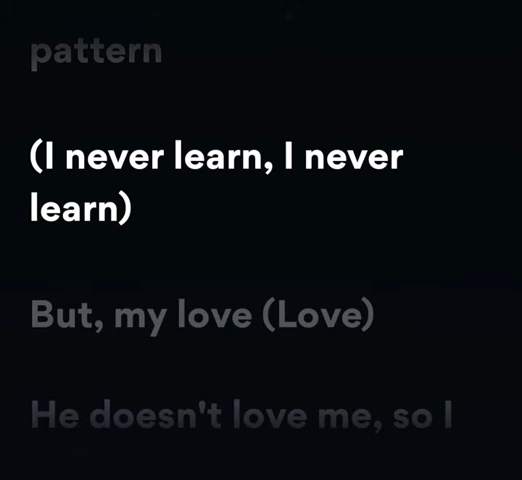 pattern
(I never learn, I never
learn)
But, my love (Love)
He doesn't love me, so I